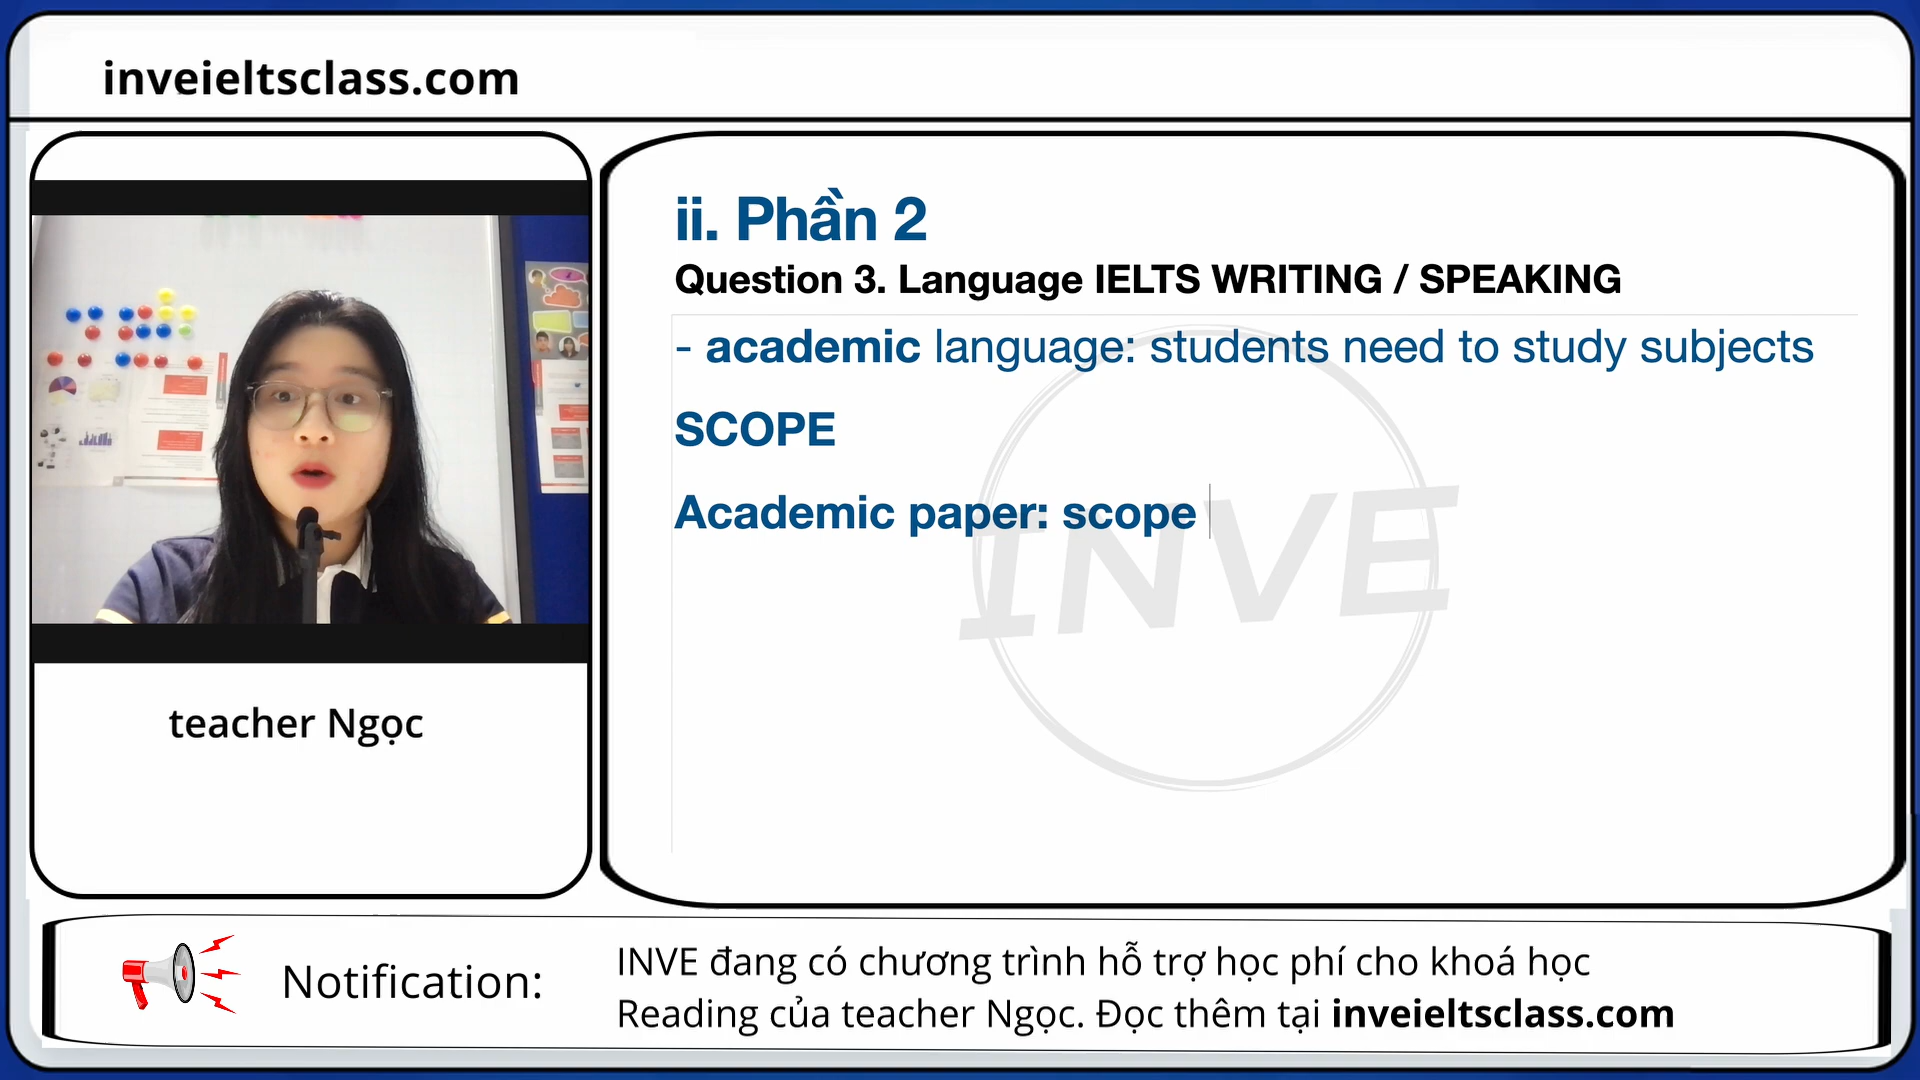 inveieltsclass.com
ii. Phần 2
Question 3. Language IELTS WRITING / SPEAKING
- academic language: students need to study subjects
SCOPE
Academic paper: scope
INVE
teacher Ngọc
Notification:
INVE đang có chương trình hỗ trợ học phí cho khoá học
Reading của teacher Ngọc. Đọc thêm tại inveieltsclass.com